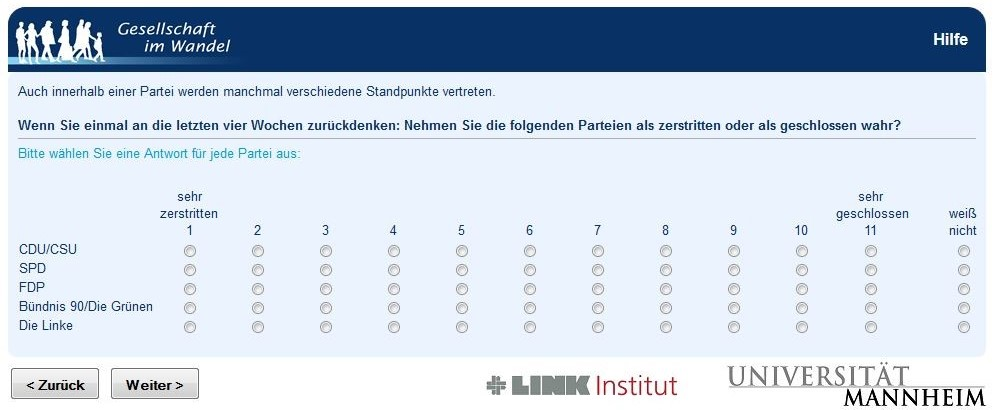 Gesellschaft
im Wandel
Hilfe
Auch innerhalb einer Partei werden manchmal verschiedene Standpunkte vertreten.
Wenn Sie einmal an die letzten vier Wochen zurückdenken: Nehmen Sie die folgenden Parteien als zerstritten oder als geschlossen wahr?
Bitte wählen Sie eine Antwort für jede Partei aus:
sehr sehr
zerstritten geschlossen weiß
1 2 3 4 5 6 7 8 9 10 11 nicht
CDU/CSU
SPD
FDP
Bündnis 90/Die Grünen
Die Linke
< Zurück Weiter >
LINK Institut
UNIVERSITÄT
MANNHEIM